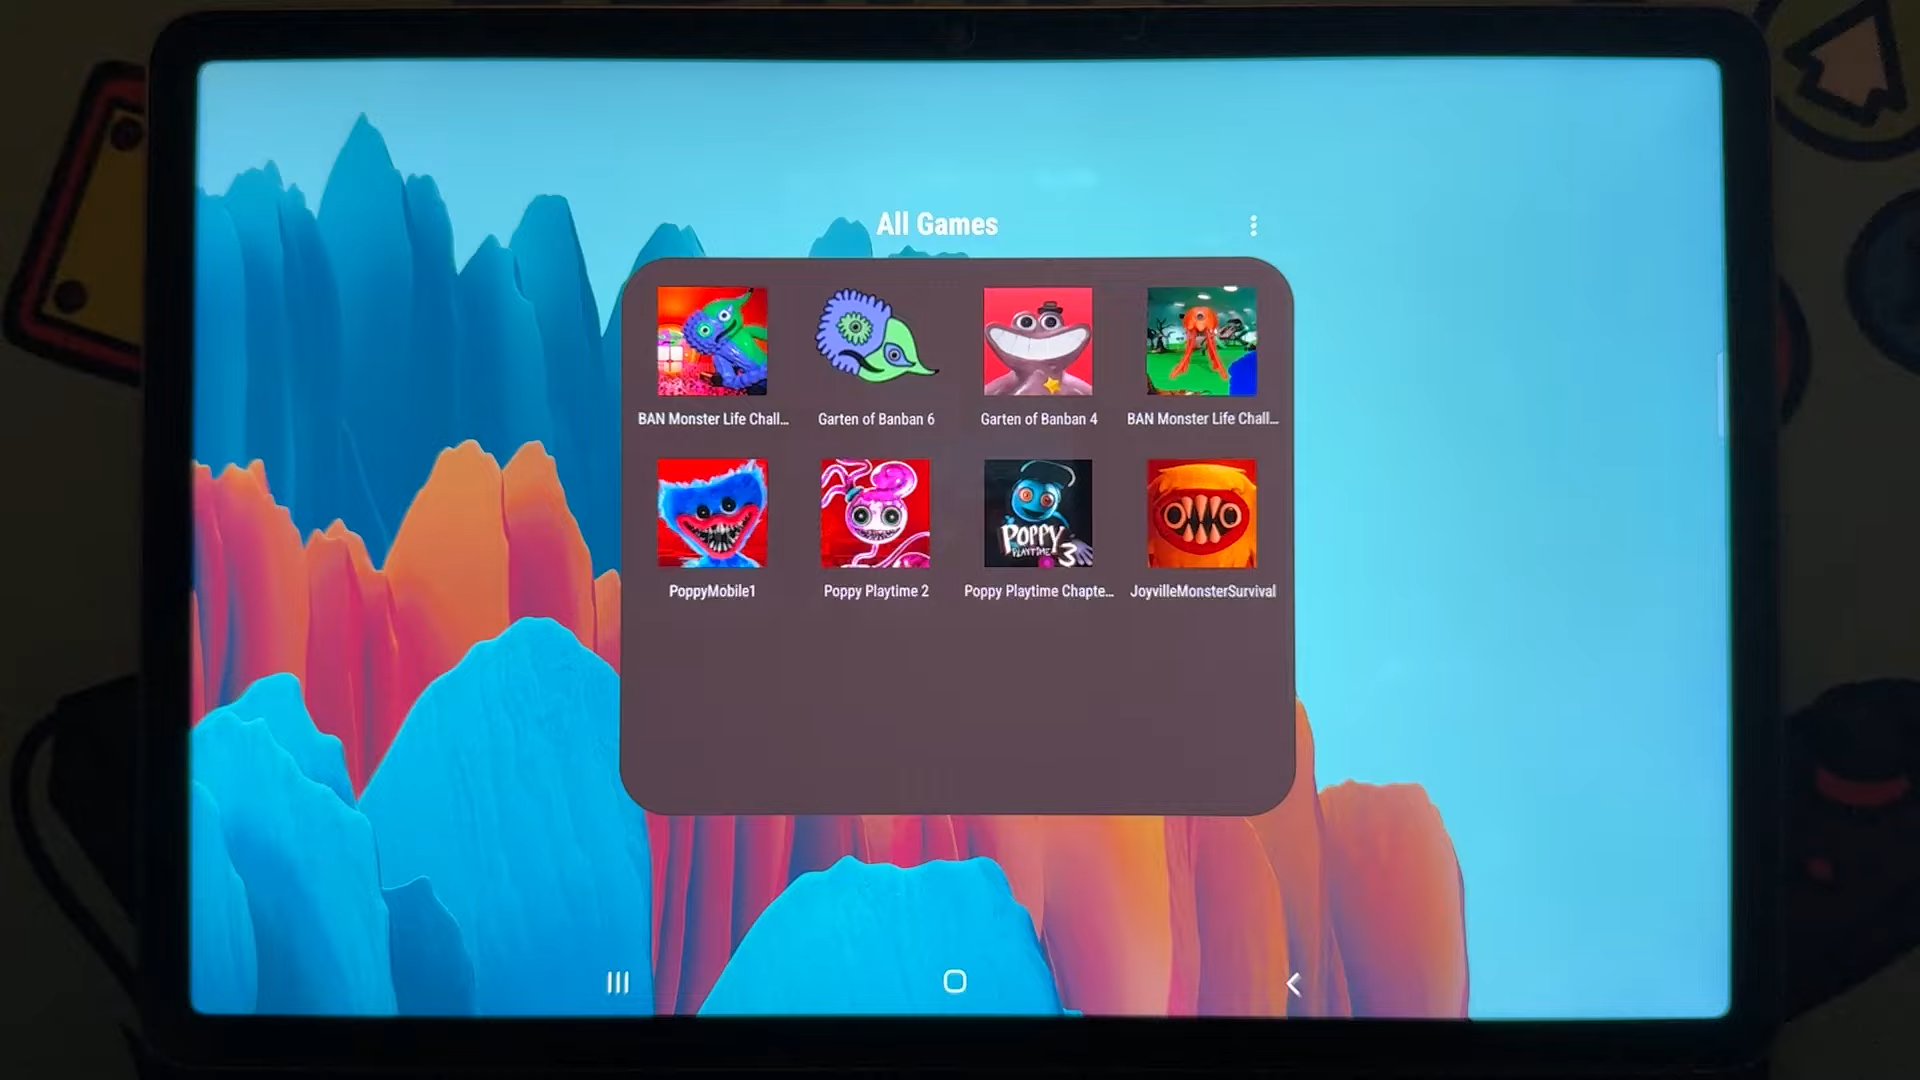 All Games
BAN Monster Life Chall...
Garten of Banban 6
Garten of Banban 4
BAN Monster Life Chall...
POPPY
PLAYTIME
3
PoppyMobile1
Poppy Playtime 2
Poppy Playtime Chapte...
JoyvilleMonsterSurvival